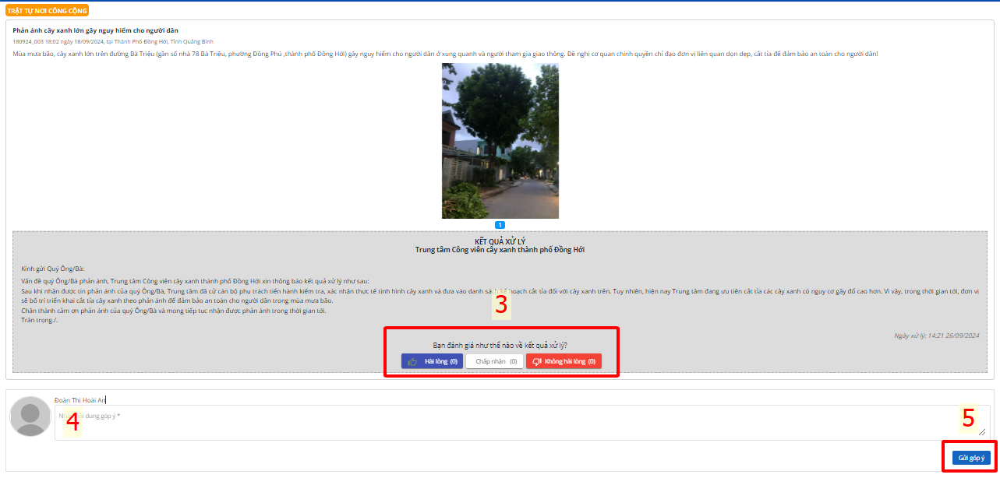 TRẬT TỰ NƠI CÔNG CỘNG
Phản ánh cây xanh lớn gây nguy hiểm cho người dân
180924_003 18:02 ngày 18/09/2024, tại Thành Phố Đồng Hới, Tỉnh Quảng Bình
Mùa mưa bão, cây xanh lớn trên đường Bà Triệu (gần số nhà 78 Bà Triệu, phường Đồng Phú ,thành phố Đồng Hới) gây nguy hiểm cho người dân ở xung quanh và người tham gia giao thông. Đề nghị cơ quan chính quyền chỉ đạo đơn vị liên quan dọn dẹp, cắt tỉa để đảm bảo an toàn cho người dân!
1
KẾT QUẢ XỬ LÝ
Trung tâm Công viên cây xanh thành phố Đồng Hới
Kính gửi Quý Ông/Bà:
Vấn đề quý Ông/Bà phản ánh, Trung tâm Công viên cây xanh thành phố Đồng Hới xin thông báo kết quả xử lý như sau:
Sau khi nhận được tin phản ánh của quý Ông/Bà, Trung tâm đã cử cán bộ phụ trách tiến hành kiểm tra, xác nhận thực tế tình hình cây xanh và đưa vào danh sách kế hoạch cắt tỉa đối với cây xanh trên. Tuy nhiên, hiện nay Trung tâm đang ưu tiên cắt tỉa các cây xanh có nguy cơ gãy đổ cao hơn. Vì vậy, trong thời gian tới, đơn vị
sẽ bố trí triển khai cắt tỉa cây xanh theo phản ánh để đảm bảo an toàn cho người dân trong mùa mưa bão.
3
Chân thành cảm ơn phản ánh của quý Ông/Bà và mong tiếp tục nhận được phản ánh trong thời gian tới.
Trân trọng./.
Ngày xử lý: 14:21 26/09/2024
Bạn đánh giá như thế nào về kết quả xử lý?
Hài lòng (0) Chấp nhận (0) Không hài lòng (0)
Đoàn Thị Hoài An
dung góp ý *
4
5
Gửi góp ý